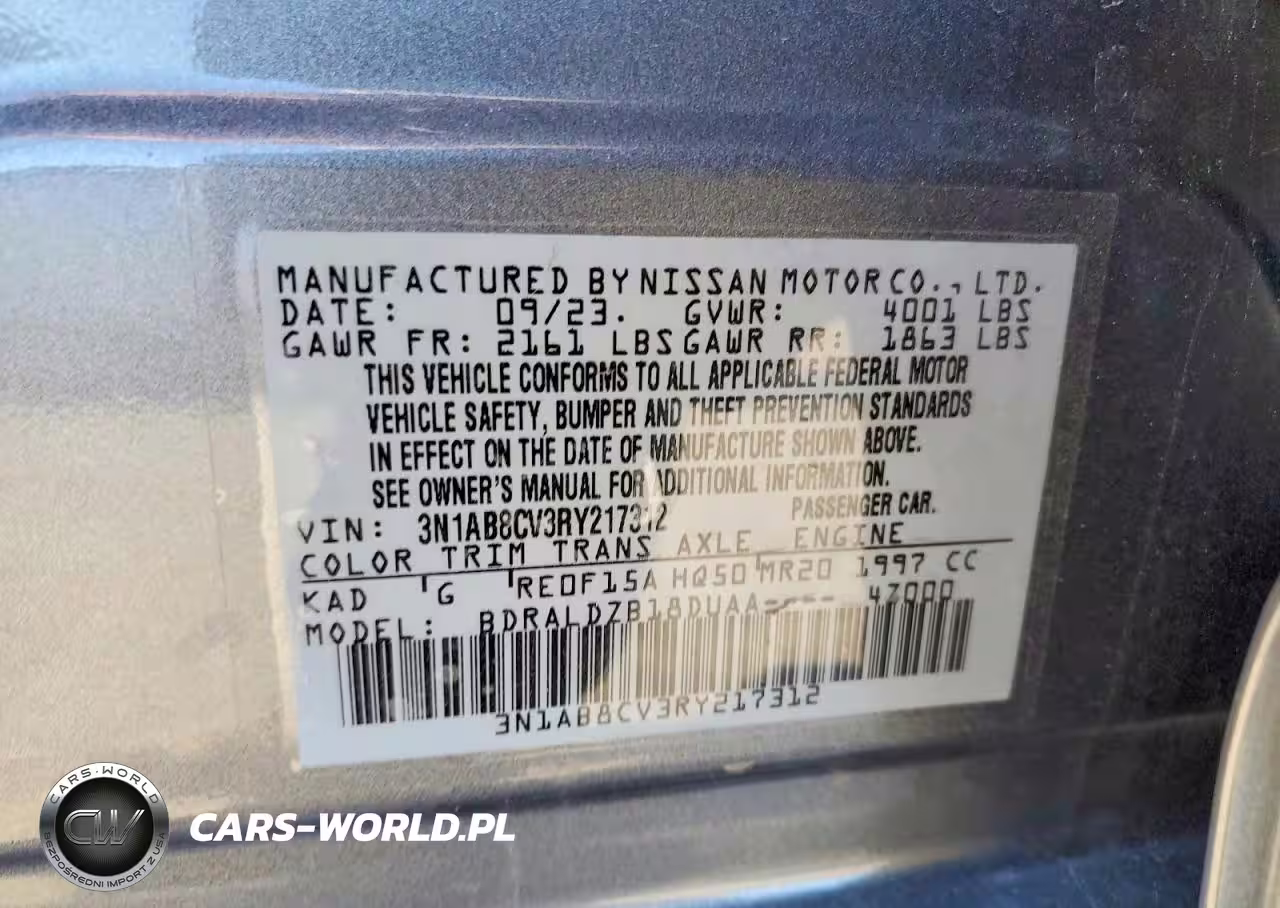 MANUFACTURED BY NISSAN MOTOR CO., LTD.
DATE: 09/23. GVWR: 4001 LBS
GAWR FR: 2161 LBS GAWR RR: 1863 LBS
THIS VEHICLE CONFORMS TO ALL APPLICABLE FEDERAL MOTOR
VEHICLE SAFETY, BUMPER AND THEFT PREVENTION STANDARDS
IN EFFECT ON THE DATE OF MANUFACTURE SHOWN ABOVE.
SEE OWNER'S MANUAL FOR ADDITIONAL INFORMATION.
VIN: 3N1AB8CV3RY217312 PASSENGER CAR.
COLOR TRIM TRANS AXLE ENGINE
KAD G RE0F15A HQ50 MR20 1997 CC
MODEL: BDRALDZB18DUAA---- 47000
3N1AB8CV3RY217312
CARS-WORLD
CW
BEZPOŚREDNI IMPORT Z USA
CARS-WORLD.PL